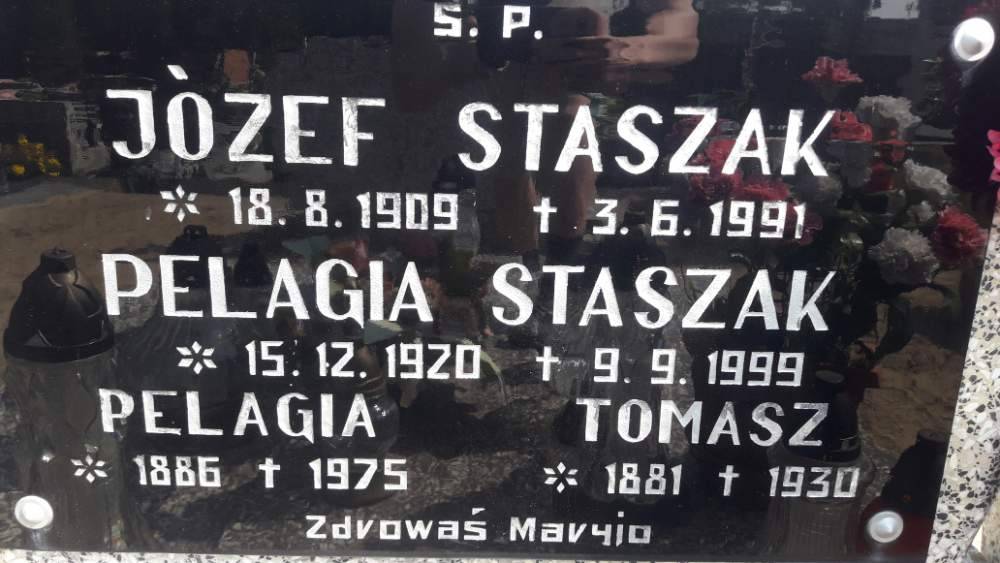 Ś. P.
JÓZEF STASZAK
* 18. 8. 1909 † 3. 6. 1991
PELAGIA STASZAK
* 15. 12. 1920 † 9. 9. 1999
PELAGIA TOMASZ
* 1886 † 1975 * 1881 † 1930
Zdrowaś Maryjo